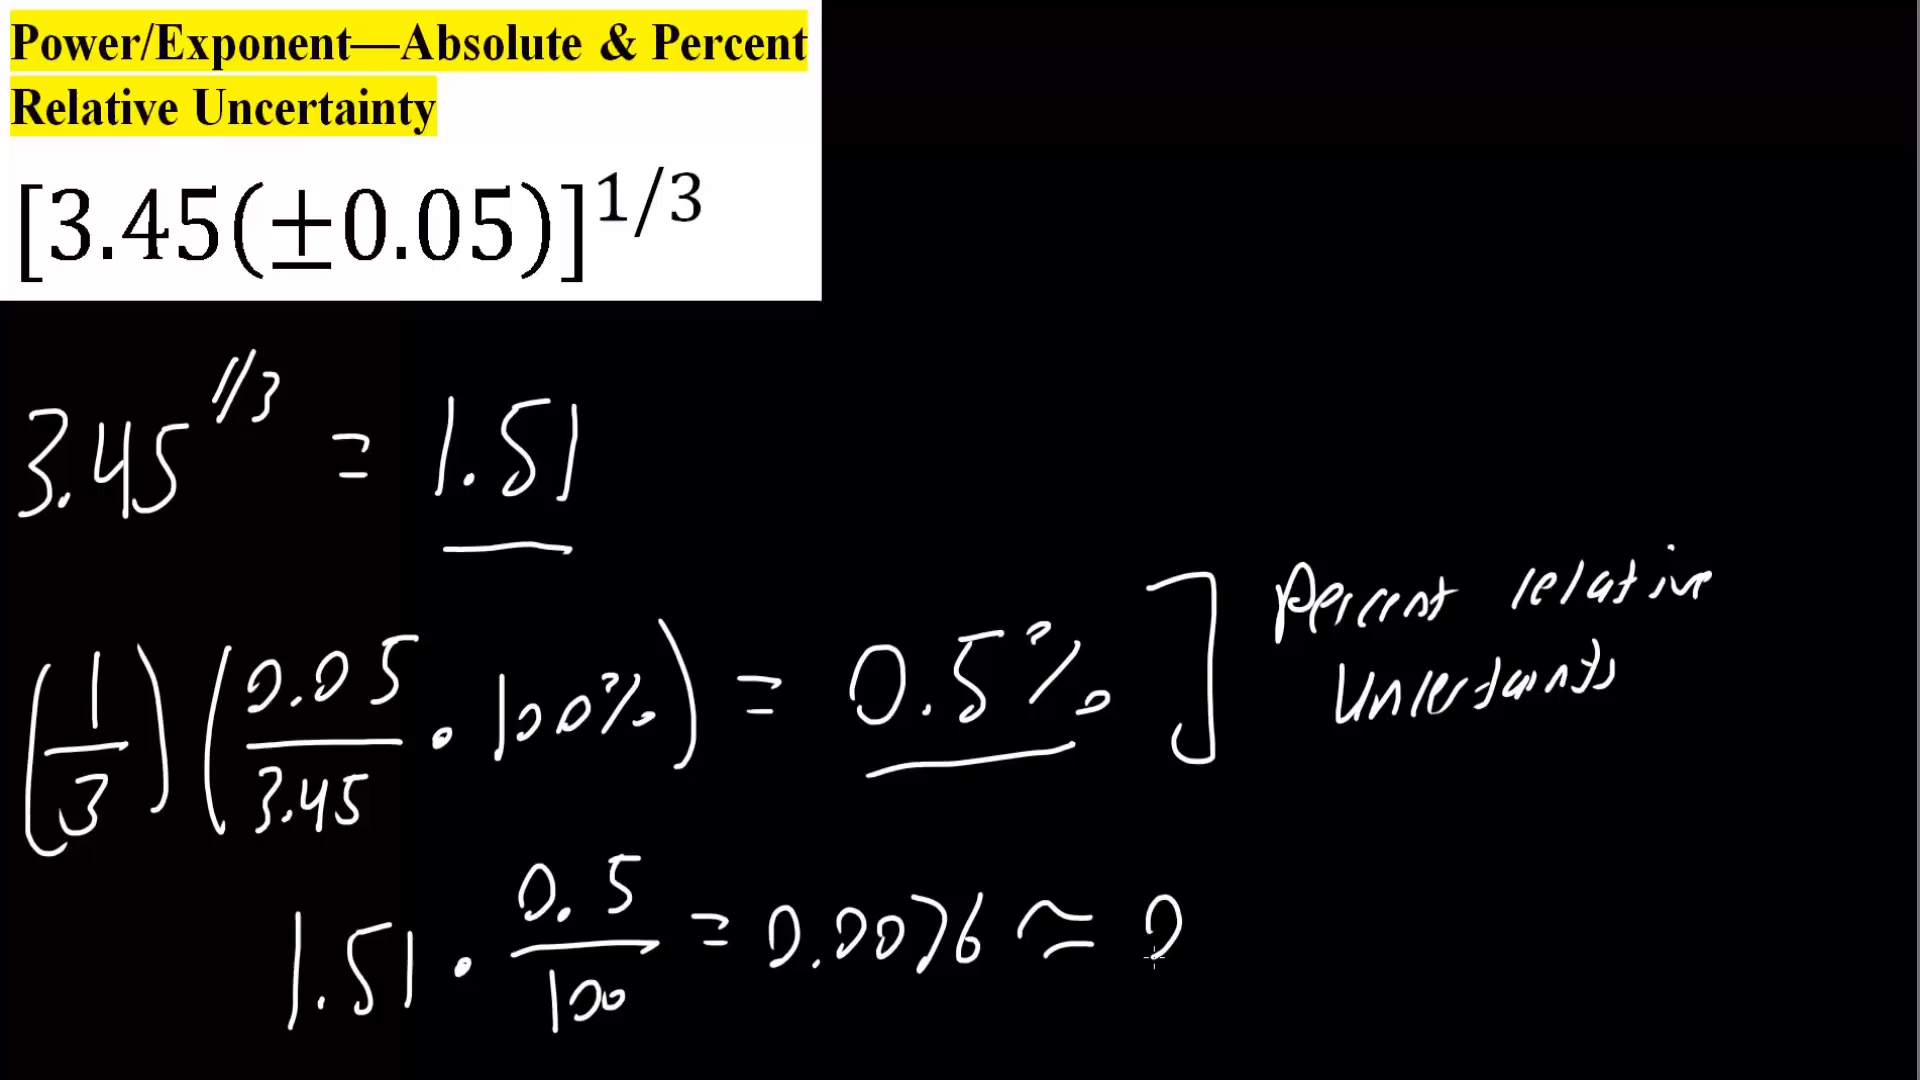 Power/Exponent—Absolute & Percent
Relative Uncertainty
[3.45(±0.05)]^1/3
3.45^1/3 = 1.51
(1/3)(0.05/3.45 · 100%) = 0.5% ] Percent relative
Uncertainty
1.51 · 0.5/100 = 0.0076 ≈ 0